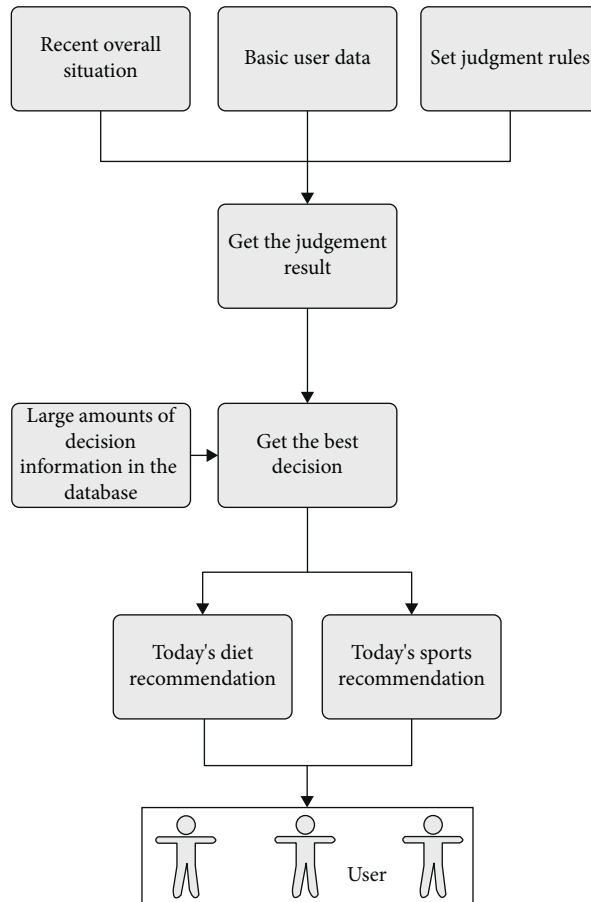 Recent overall
situation
Basic user data
Set judgment rules
Get the judgement
result
Large amounts of
decision
information in the
database
Get the best
decision
Today's diet
recommendation
Today's sports
recommendation
User